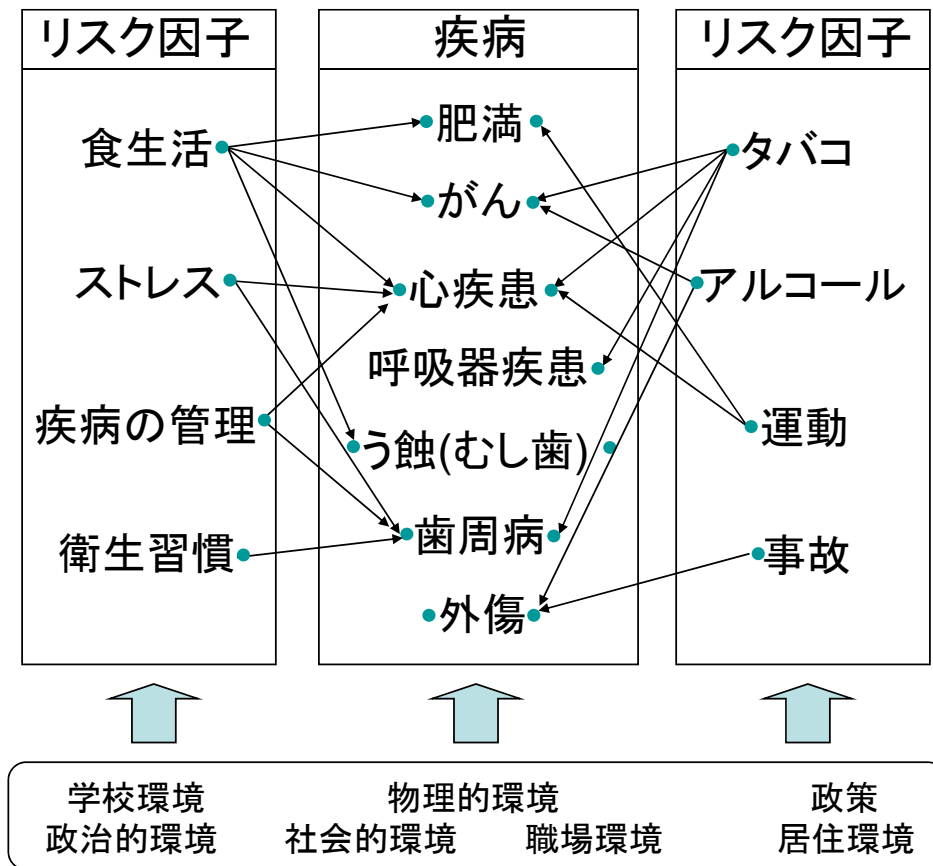 リスク因子
疾病
リスク因子
食生活
ストレス
疾病の管理
衛生習慣
肥満
がん
心疾患
呼吸器疾患
う蝕(むし歯)
歯周病
外傷
タバコ
アルコール
運動
事故
学校環境 物理的環境 政策
政治的環境 社会的環境 職場環境 居住環境